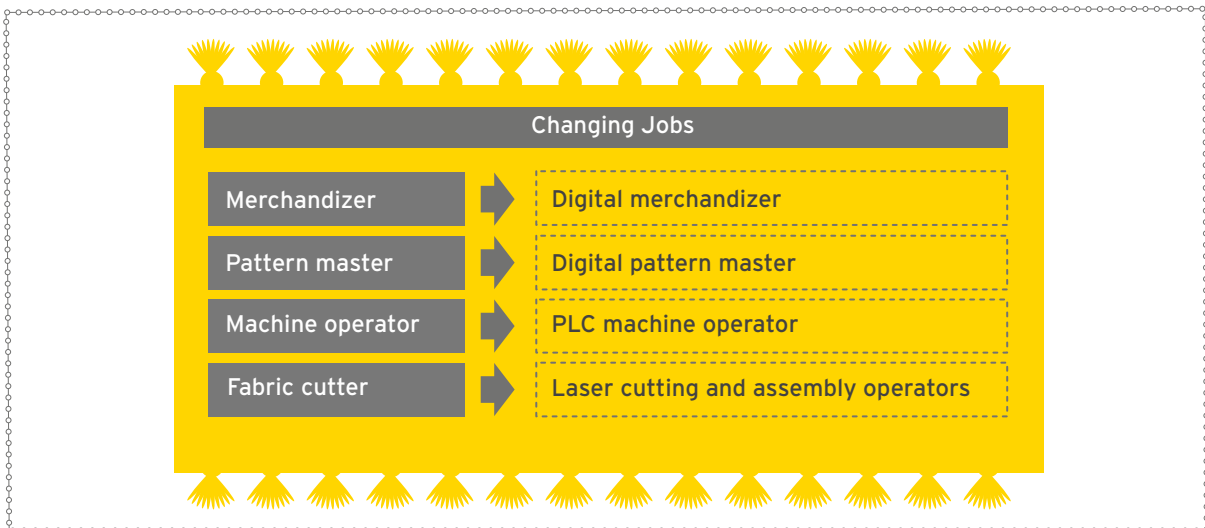 Changing Jobs
Merchandizer
Digital merchandizer
Pattern master
Digital pattern master
Machine operator
PLC machine operator
Fabric cutter
Laser cutting and assembly operators